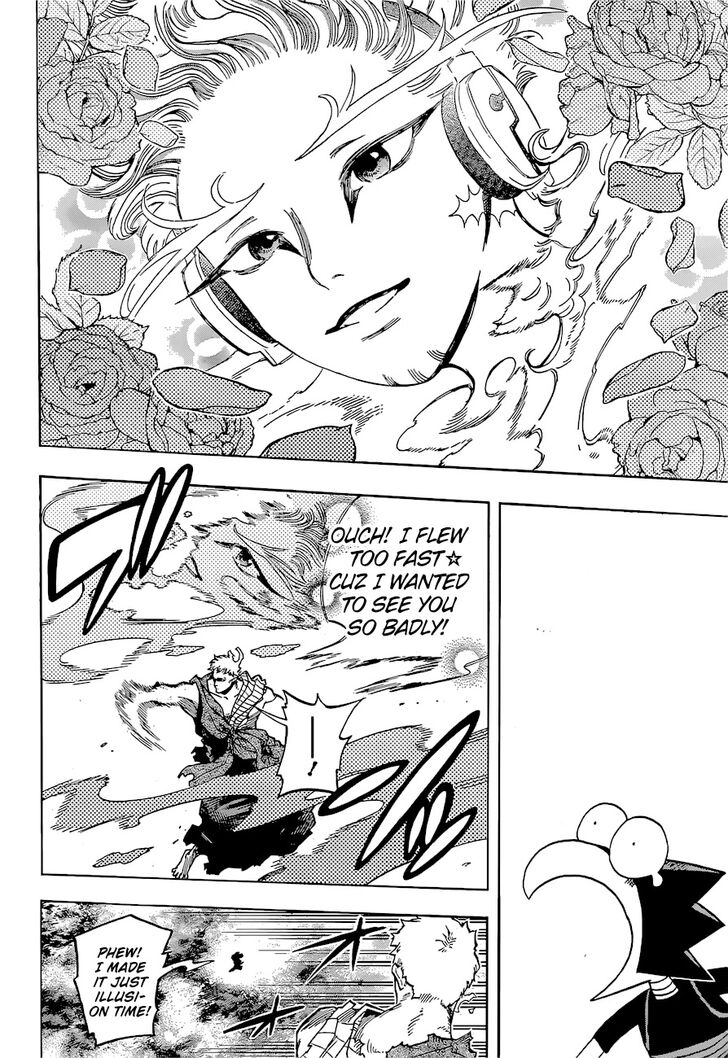 OUCH! I FLEW
TOO FAST☆
CUZ I WANTED
TO SEE YOU
SO BADLY!
—!
PHEW!
I MADE
IT JUST
ILLUSI-
ON TIME!